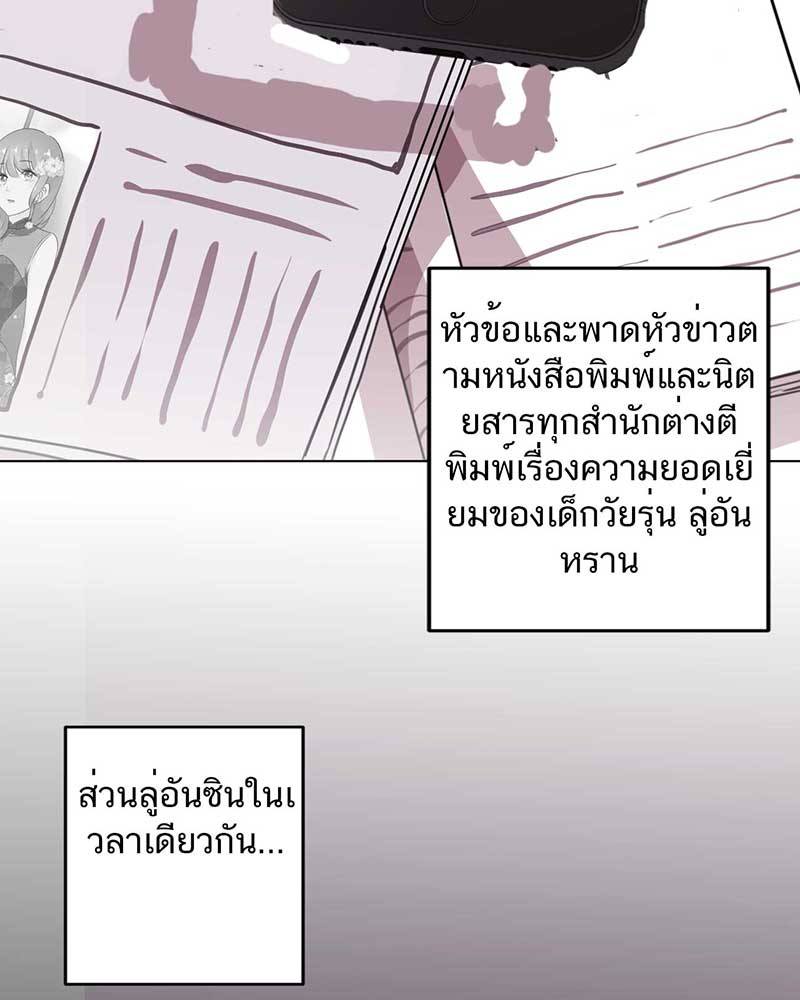 หัวข้อและพาดหัวข่าวต
ามหนังสือพิมพ์และนิต
ยสารทุกสำนักต่างตี
พิมพ์เรื่องความยอดเยี่
ยมของเด็กวัยรุ่น ลู่อัน
หราน
ส่วนลู่อันซินในเ
วลาเดียวกัน...